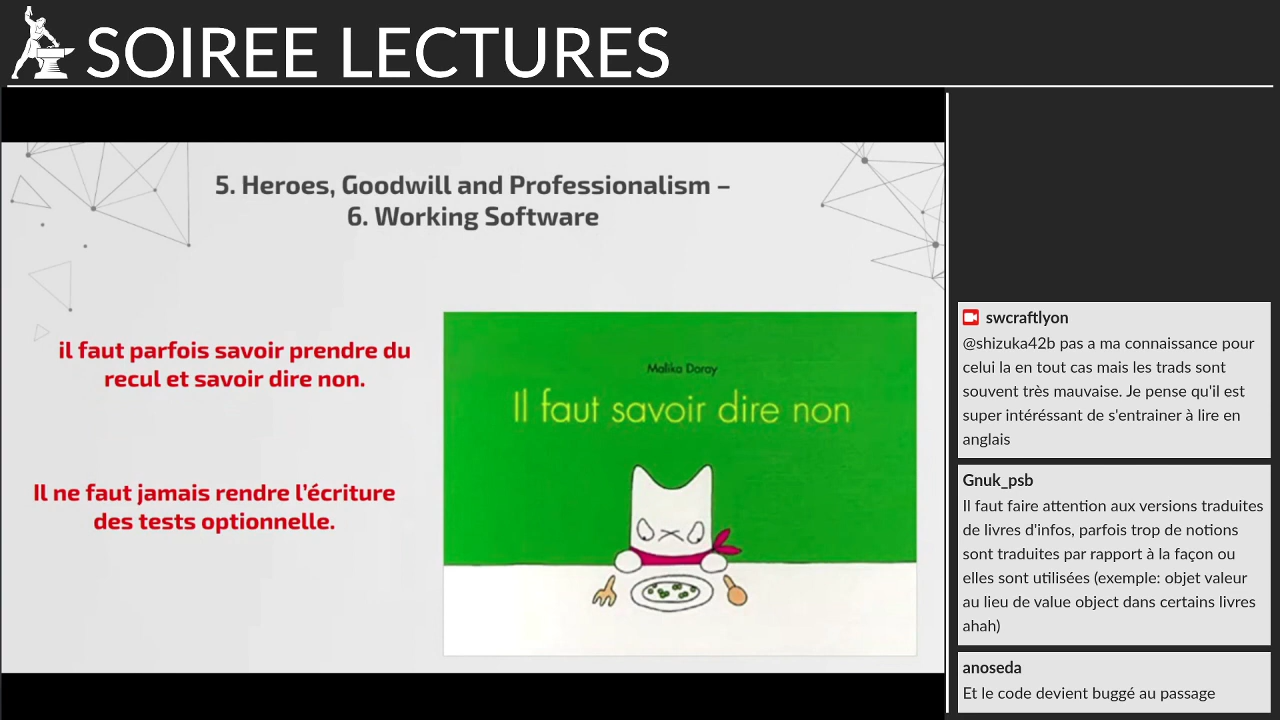 SOIREE LECTURES
5. Heroes, Goodwill and Professionalism –
6. Working Software
il faut parfois savoir prendre du
recul et savoir dire non.
Il ne faut jamais rendre l'écriture
des tests optionnelle.
Malika Doray
Il faut savoir dire non
swcraftlyon
@shizuka42b pas a ma connaissance pour
celui la en tout cas mais les trads sont
souvent très mauvaise. Je pense qu'il est
super intéréssant de s'entrainer à lire en
anglais
Gnuk_psb
Il faut faire attention aux versions traduites
de livres d'infos, parfois trop de notions
sont traduites par rapport à la façon ou
elles sont utilisées (exemple: objet valeur
au lieu de value object dans certains livres
ahah)
anoseda
Et le code devient buggé au passage